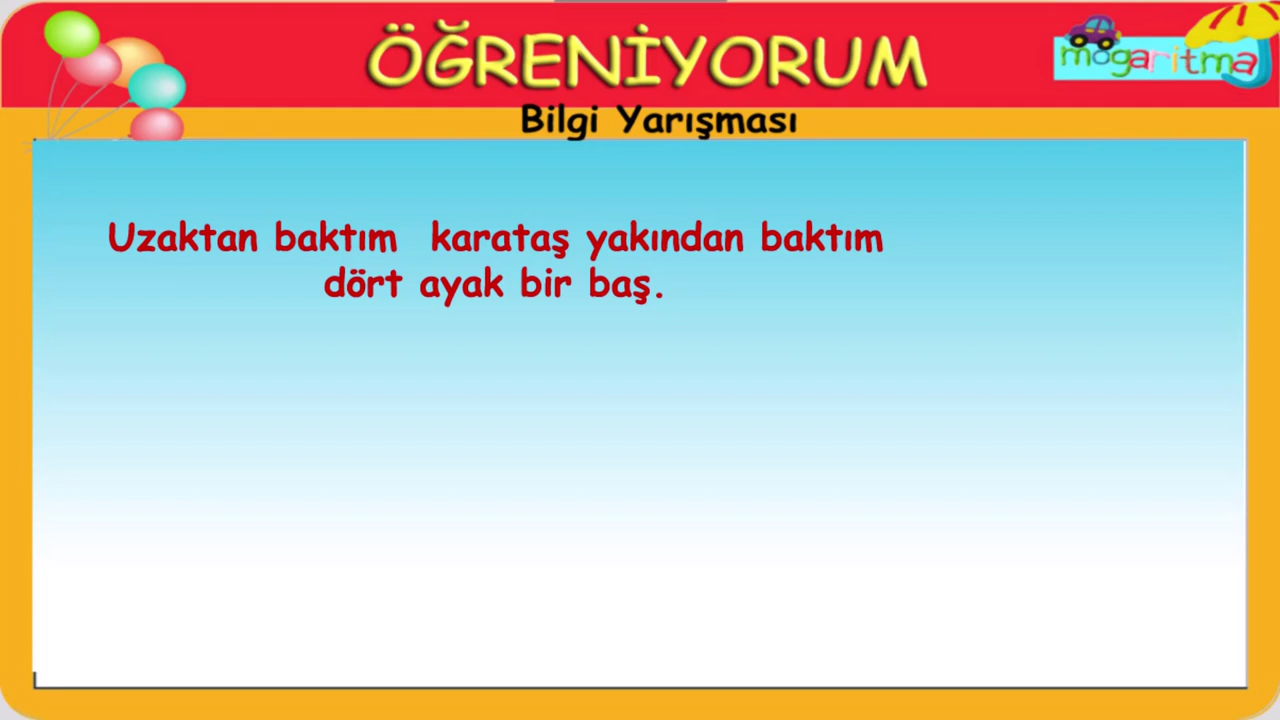 ÖĞRENİYORUM
mogaritma
Bilgi Yarışması
Uzaktan baktım karataş yakından baktım
dört ayak bir baş.